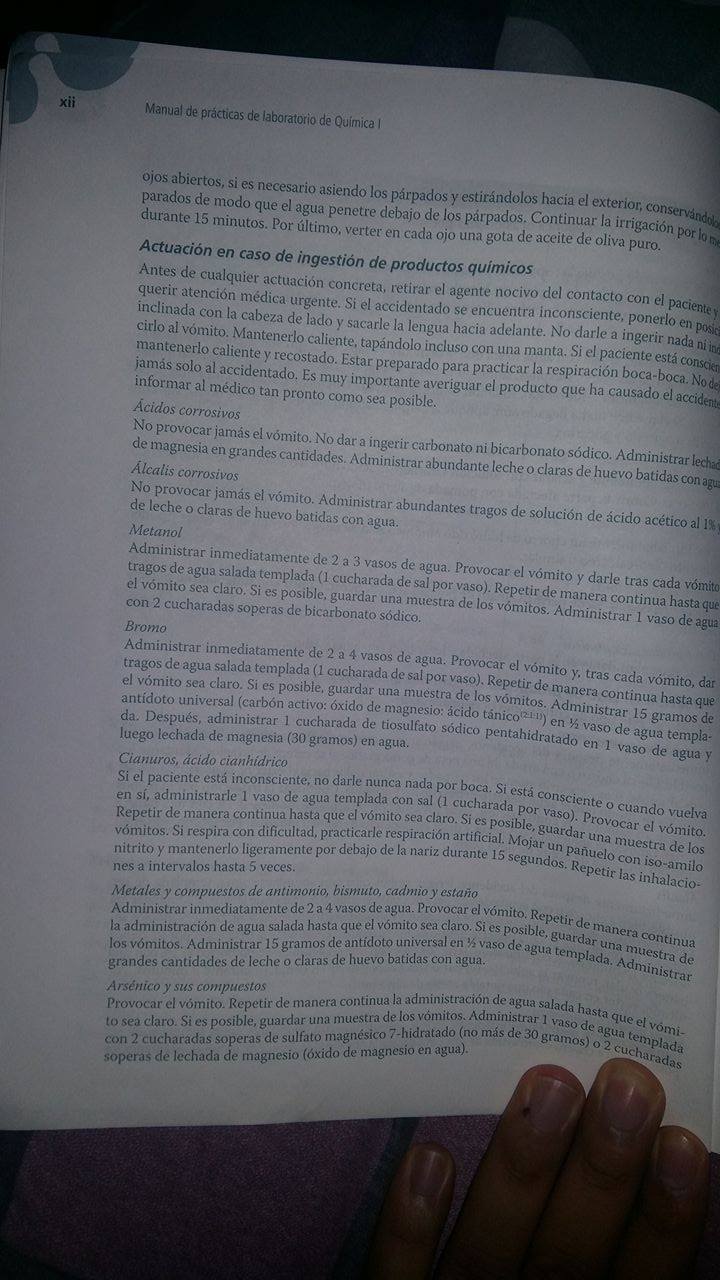 xii
Manual de prácticas de laboratorio de Química I
ojos abiertos, si es necesario asiendo los párpados y estirándolos hacia el exterior,
parados de modo que el agua penetre debajo de los párpados. Continuar la irrigación por lo
durante 15 minutos. Por último, verter en cada ojo una gota de aceite de oliva puro.
Actuación en caso de ingestión de productos químicos
Antes de cualquier actuación concreta, retirar el agente nocivo del contacto con el paciente y
querir atención médica urgente. Si el accidentado se encuentra inconsciente, ponerlo en
inclinada con la cabeza de lado y sacarle la lengua hacia adelante. No darle a ingerir nada ni
cirlo al vómito. Mantenerlo caliente, tapándolo incluso con una manta. Si el paciente está
mantenerlo caliente y recostado. Estar preparado para practicar la respiración boca-boca. No
jamás solo al accidentado. Es muy importante averiguar el producto que ha causado el
informar al médico tan pronto como sea posible.
Ácidos corrosivos
No provocar jamás el vómito. No dar a ingerir carbonato ni bicarbonato sódico. Administrar
de magnesia en grandes cantidades. Administrar abundante leche o claras de huevo batidas con
Álcalis corrosivos
No provocar jamás el vómito. Administrar abundantes tragos de solución de ácido acético al 1%
de leche o claras de huevo batidas con agua.
Metanol
Administrar inmediatamente de 2 a 3 vasos de agua. Provocar el vómito y darle tras cada vómito
tragos de agua salada templada (1 cucharada de sal por vaso). Repetir de manera continua hasta que
el vómito sea claro. Si es posible, guardar una muestra de los vómitos. Administrar 1 vaso de agua
con 2 cucharadas soperas de bicarbonato sódico.
Bromo
Administrar inmediatamente de 2 a 4 vasos de agua. Provocar el vómito y, tras cada vómito, dar
tragos de agua salada templada (1 cucharada de sal por vaso). Repetir de manera continua hasta que
el vómito sea claro. Si es posible, guardar una muestra de los vómitos. Administrar 15 gramos de
antídoto universal (carbón activo: óxido de magnesio: ácido tánico(2:1:1)) en ½ vaso de agua templa-
da. Después, administrar 1 cucharada de tiosulfato sódico pentahidratado en 1 vaso de agua y
luego lechada de magnesia (30 gramos) en agua.
Cianuros, ácido cianhídrico
Si el paciente está inconsciente, no darle nunca nada por boca. Si está consciente o cuando vuelva
en sí, administrarle 1 vaso de agua templada con sal (1 cucharada por vaso). Provocar el vómito.
Repetir de manera continua hasta que el vómito sea claro. Si es posible, guardar una muestra de los
vómitos. Si respira con dificultad, practicarle respiración artificial. Mojar un pañuelo con iso-amilo
nitrito y mantenerlo ligeramente por debajo de la nariz durante 15 segundos. Repetir las inhalacio-
nes a intervalos hasta 5 veces.
Metales y compuestos de antimonio, bismuto, cadmio y estaño
Administrar inmediatamente de 2 a 4 vasos de agua. Provocar el vómito. Repetir de manera continua
la administración de agua salada hasta que el vómito sea claro. Si es posible, guardar una muestra de
los vómitos. Administrar 15 gramos de antídoto universal en ½ vaso de agua templada. Administrar
grandes cantidades de leche o claras de huevo batidas con agua.
Arsénico y sus compuestos
Provocar el vómito. Repetir de manera continua la administración de agua salada hasta que el vómi-
to sea claro. Si es posible, guardar una muestra de los vómitos. Administrar 1 vaso de agua templada
con 2 cucharadas soperas de sulfato magnésico 7-hidratado (no más de 30 gramos) o 2 cucharadas
soperas de lechada de magnesio (óxido de magnesio en agua).